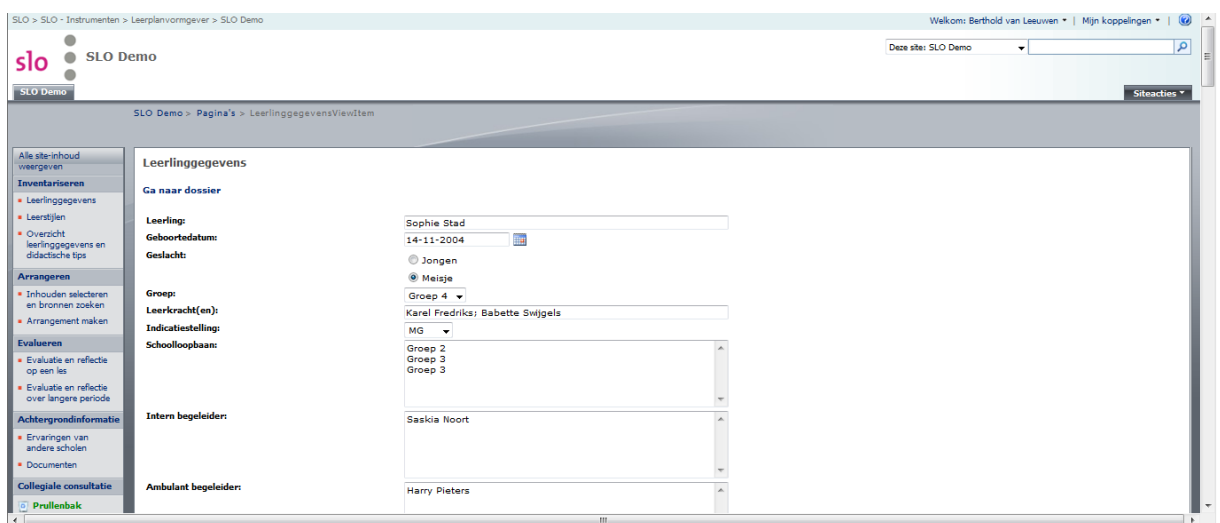 SLO > SLO - Instrumenten > Leerplanvormgever > SLO Demo
Welkom: Berthold van Leeuwen | Mijn koppelingen |
slo
SLO Demo
Deze site: SLO Demo
SLO Demo
Siteacties
SLO Demo > Pagina's > LeerlinggegevensViewItem
Alle site-inhoud
weergeven
Inventariseren
Leerlinggegevens
Leerstijlen
Overzicht
leerlinggegevens en
didactische tips
Arrangeren
Inhouden selecteren
en bronnen zoeken
Arrangement maken
Evalueren
Evaluatie en reflectie
op een les
Evaluatie en reflectie
over langere periode
Achtergrondinformatie
Ervaringen van
andere scholen
Documenten
Collegiale consultatie
Prullenbak
Leerlinggegevens
Ga naar dossier
Leerling: Sophie Stad
Geboortedatum: 14-11-2004
Geslacht: Jongen
Meisje
Groep: Groep 4
Leerkracht(en): Karel Fredriks; Babette Swijgels
Indicatiestelling: MG
Schoolloopbaan: Groep 2
Groep 3
Groep 3
Intern begeleider: Saskia Noort
Ambulant begeleider: Harry Pieters